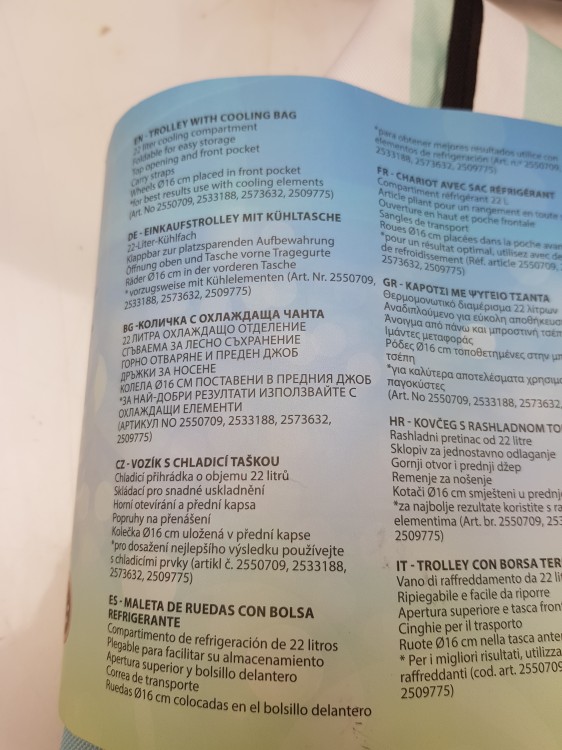 EN - TROLLEY WITH COOLING BAG
22 liter cooling compartment
Foldable for easy storage
Top opening and front pocket
Carry straps
Wheels Ø16 cm placed in front pocket
*for best results use with cooling elements
(Art. No 2550709, 2533188, 2573632, 2509775)
DE - EINKAUFSTROLLEY MIT KÜHLTASCHE
22-Liter-Kühlfach
Klappbar zur platzsparenden Aufbewahrung
Öffnung oben und Tasche vorne Tragegurte
Räder Ø16 cm in der vorderen Tasche
*vorzugsweise mit Kühlelementen (Art. Nr. 2550709,
2533188, 2573632, 2509775)
BG -КОЛИЧКА С ОХЛАЖДАЩА ЧАНТА
22 ЛИТРА ОХЛАЖДАЩО ОТДЕЛЕНИЕ
СГЪВАЕМА ЗА ЛЕСНО СЪХРАНЕНИЕ
ГОРНО ОТВАРЯНЕ И ПРЕДЕН ДЖОБ
ДРЪЖКИ ЗА НОСЕНЕ
КОЛЕЛА Ø16 СМ ПОСТАВЕНИ В ПРЕДНИЯ ДЖОБ
*ЗА НАЙ-ДОБРИ РЕЗУЛТАТИ ИЗПОЛЗВАЙТЕ С
ОХЛАЖДАЩИ ЕЛЕМЕНТИ
(АРТИКУЛ NO 2550709, 2533188, 2573632,
2509775)
CZ - VOZÍK S CHLADICÍ TAŠKOU
Chladicí přihrádka o objemu 22 litrů
Skládací pro snadné uskladnění
Horní otevírání a přední kapsa
Popruhy na přenášení
Kolečka Ø16 cm uložená v přední kapse
*pro dosažení nejlepšího výsledku používejte
s chladicími prvky (artikl č. 2550709, 2533188,
2573632, 2509775)
ES - MALETA DE RUEDAS CON BOLSA
REFRIGERANTE
Compartimento de refrigeración de 22 litros
Plegable para facilitar su almacenamiento
Apertura superior y bolsillo delantero
Correa de transporte
Ruedas Ø16 cm colocadas en el bolsillo delantero
*para obtener mejores resultados utilice con
elementos de refrigeración (Art. n.º 2550709,
2533188, 2573632, 2509775)
FR - CHARIOT AVEC SAC RÉFRIGÉRANT
Compartiment réfrigérant 22 L
Article pliant pour un rangement en toute
Ouverture en haut et poche frontale
Sangles de transport
Roues Ø16 cm placées dans la poche
*pour un résultat optimal, utilisez avec
de refroidissement (Réf. article 2550709,
2573632, 2509775)
GR - ΚΑΡΟΤΣΙ ΜΕ ΨΥΓΕΙΟ ΤΣΑΝΤΑ
Θερμομονωτικό διαμέρισμα 22 λίτρων
Αναδιπλούμενο για εύκολη
Άνοιγμα από πάνω και μπροστινή
Ιμάντες μεταφοράς
Ρόδες Ø16 cm τοποθετημένες στην
τσέπη
*για καλύτερα αποτελέσματα
παγοκύστες
(Art. No 2550709, 2533188, 2573632,
HR - KOVČEG S RASHLADNOM
Rashladni pretinac od 22 litre
Sklopiv za jednostavno odlaganje
Gornji otvor i prednji džep
Remenje za nošenje
Kotači Ø16 cm smješteni u
*za najbolje rezultate koristite s
elementima (Art. br. 2550709,
2509775)
IT - TROLLEY CON BORSA
Vano di raffreddamento da 22
Ripiegabile e facile da riporre
Apertura superiore e tasca
Cinghie per il trasporto
Ruote Ø16 cm nella tasca
* Per i migliori risultati,
raffreddanti (cod. art. 2550709,
2509775)